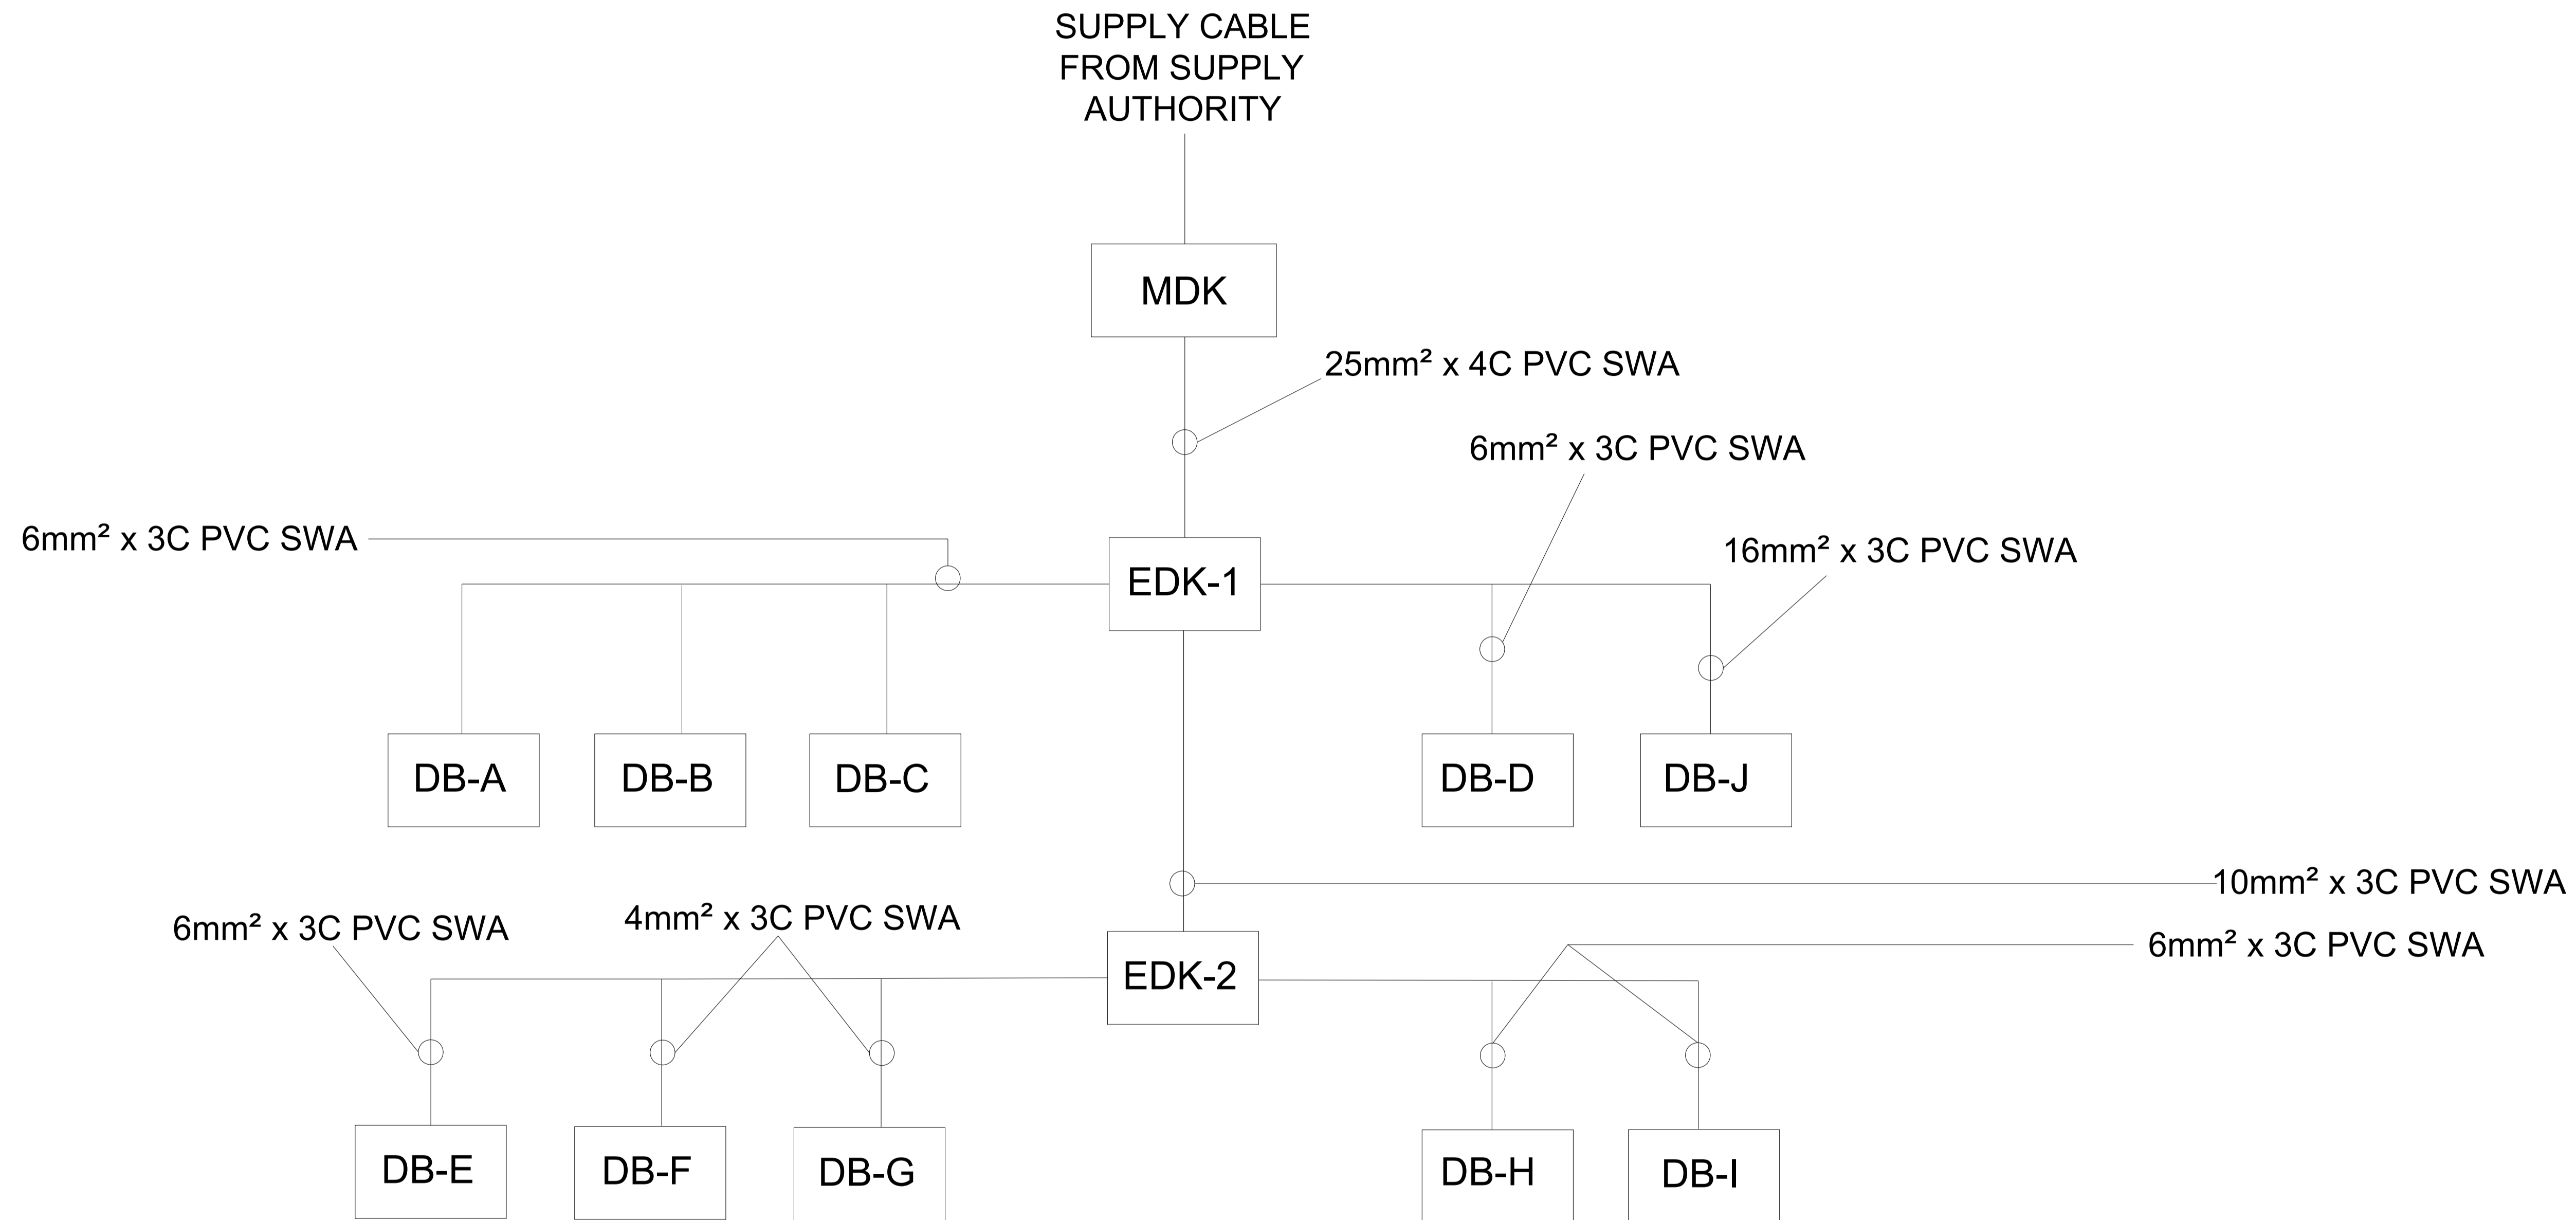 SUPPLY CABLE
FROM SUPPLY
AUTHORITY
MDK
25mm² x 4C PVC SWA
6mm² x 3C PVC SWA
6mm² x 3C PVC SWA
16mm² x 3C PVC SWA
EDK-1
DB-A
DB-B
DB-C
DB-D
DB-J
10mm² x 3C PVC SWA
6mm² x 3C PVC SWA
4mm² x 3C PVC SWA
6mm² x 3C PVC SWA
EDK-2
DB-E
DB-F
DB-G
DB-H
DB-I